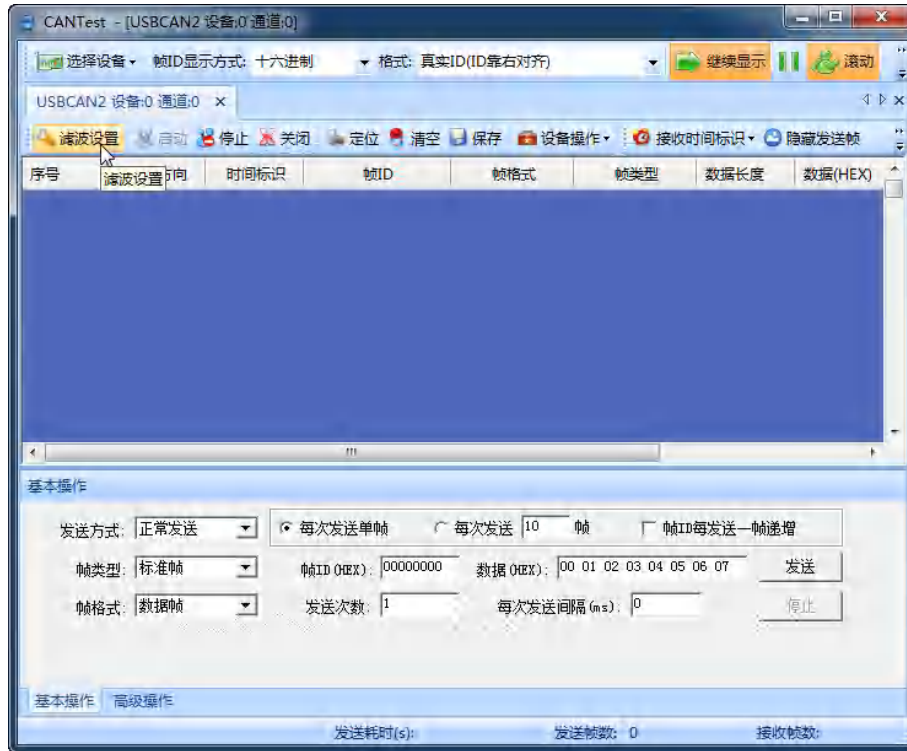 CANTest - [USBCAN2 设备:0 通道:0]
选择设备 帧ID显示方式: 十六进制 格式: 真实ID(ID靠右对齐) 继续显示 滚动
USBCAN2 设备:0 通道:0
滤波设置 启动 停止 关闭 定位 清空 保存 设备操作 接收时间标识 隐藏发送帧
序号 方向 时间标识 帧ID 帧格式 帧类型 数据长度 数据(HEX)
滤波设置
基本操作
发送方式: 正常发送 每次发送单帧 每次发送 10 帧 帧ID每发送一帧递增
帧类型: 标准帧 帧ID(HEX): 00000000 数据(HEX): 00 01 02 03 04 05 06 07 发送
帧格式: 数据帧 发送次数: 1 每次发送间隔(ms): 0 停止
基本操作 高级操作
发送耗时(s): 发送帧数: 0 接收帧数: